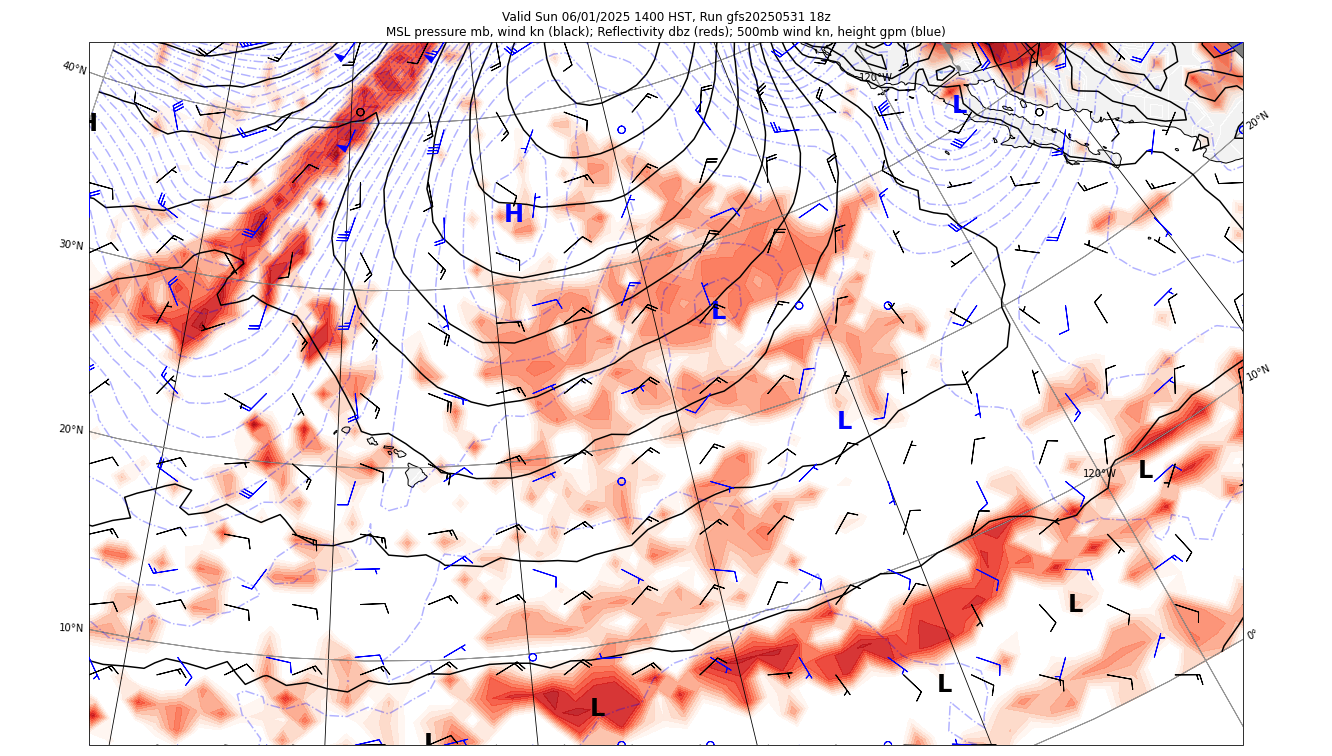 Valid Sun 06/01/2025 1400 HST, Run gfs20250531 18z
MSL pressure mb, wind kn (black); Reflectivity dbz (reds); 500mb wind kn, height gpm (blue)
40°N
120°W
L
20°N
H
H
30°N
L
10°N
L
20°N
120°W
L
L
10°N
0°
L
L
L